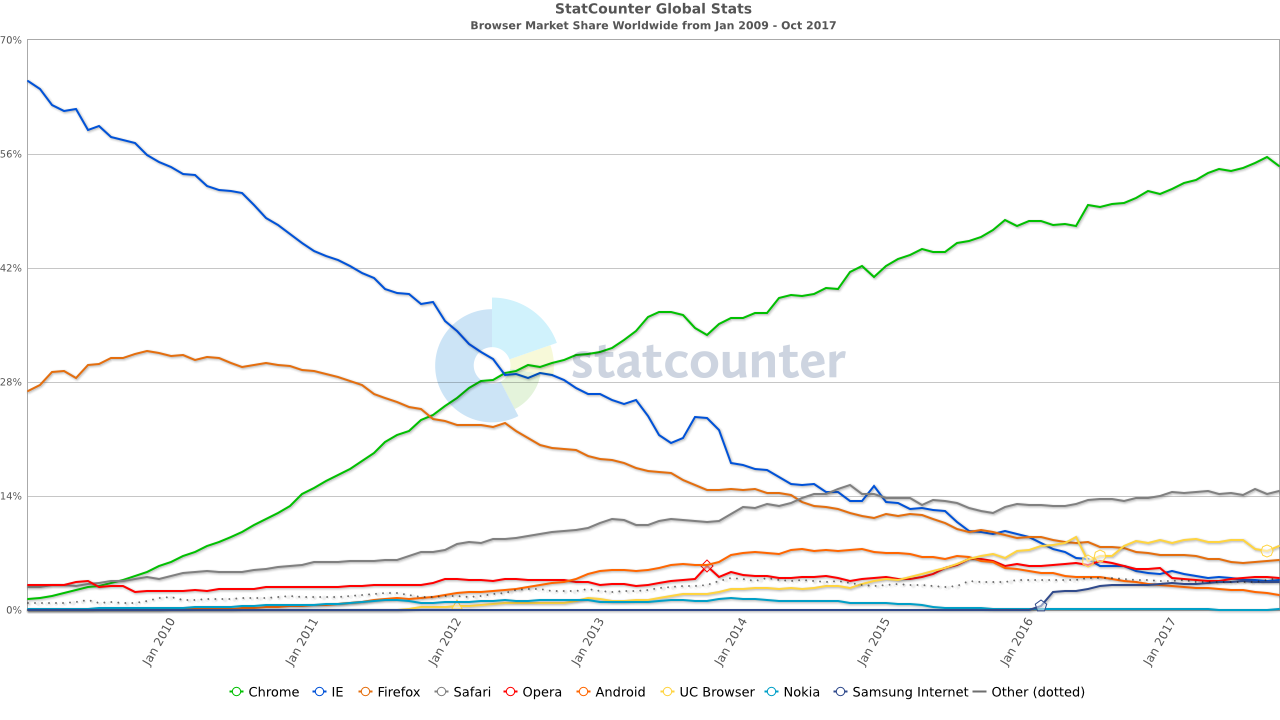 StatCounter Global Stats
Browser Market Share Worldwide from Jan 2009 - Oct 2017
70%
56%
42%
28%
14%
0%
statcounter
Jan 2010
Jan 2011
Jan 2012
Jan 2013
Jan 2014
Jan 2015
Jan 2016
Jan 2017
Chrome IE Firefox Safari Opera Android UC Browser Nokia Samsung Internet Other (dotted)